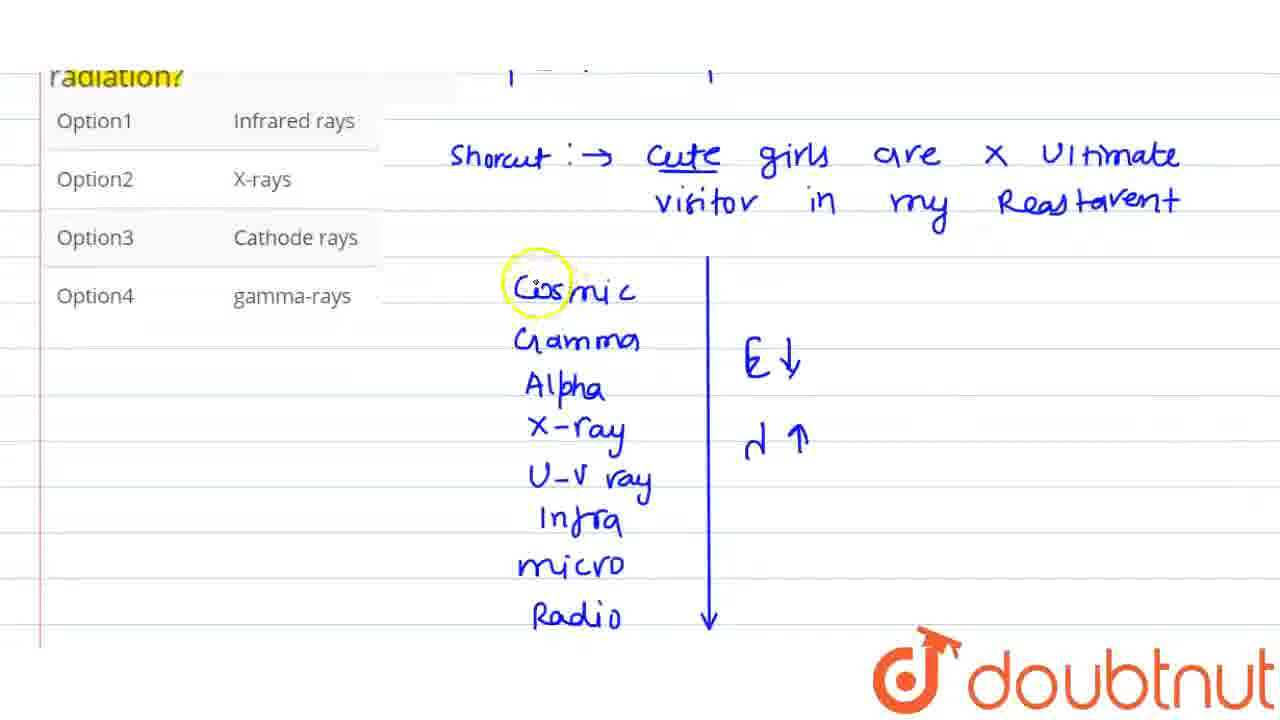 radiation?
Option1 Infrared rays
Option2 X-rays
Option3 Cathode rays
Option4 gamma-rays
Shorcut :→ Cute girls are X Ultimate
visitor in my Reastarent
Cosmic
Gamma
Alpha
X-ray
U-V ray
Infra
micro
Radio
E ↓
λ ↑
doubtnut